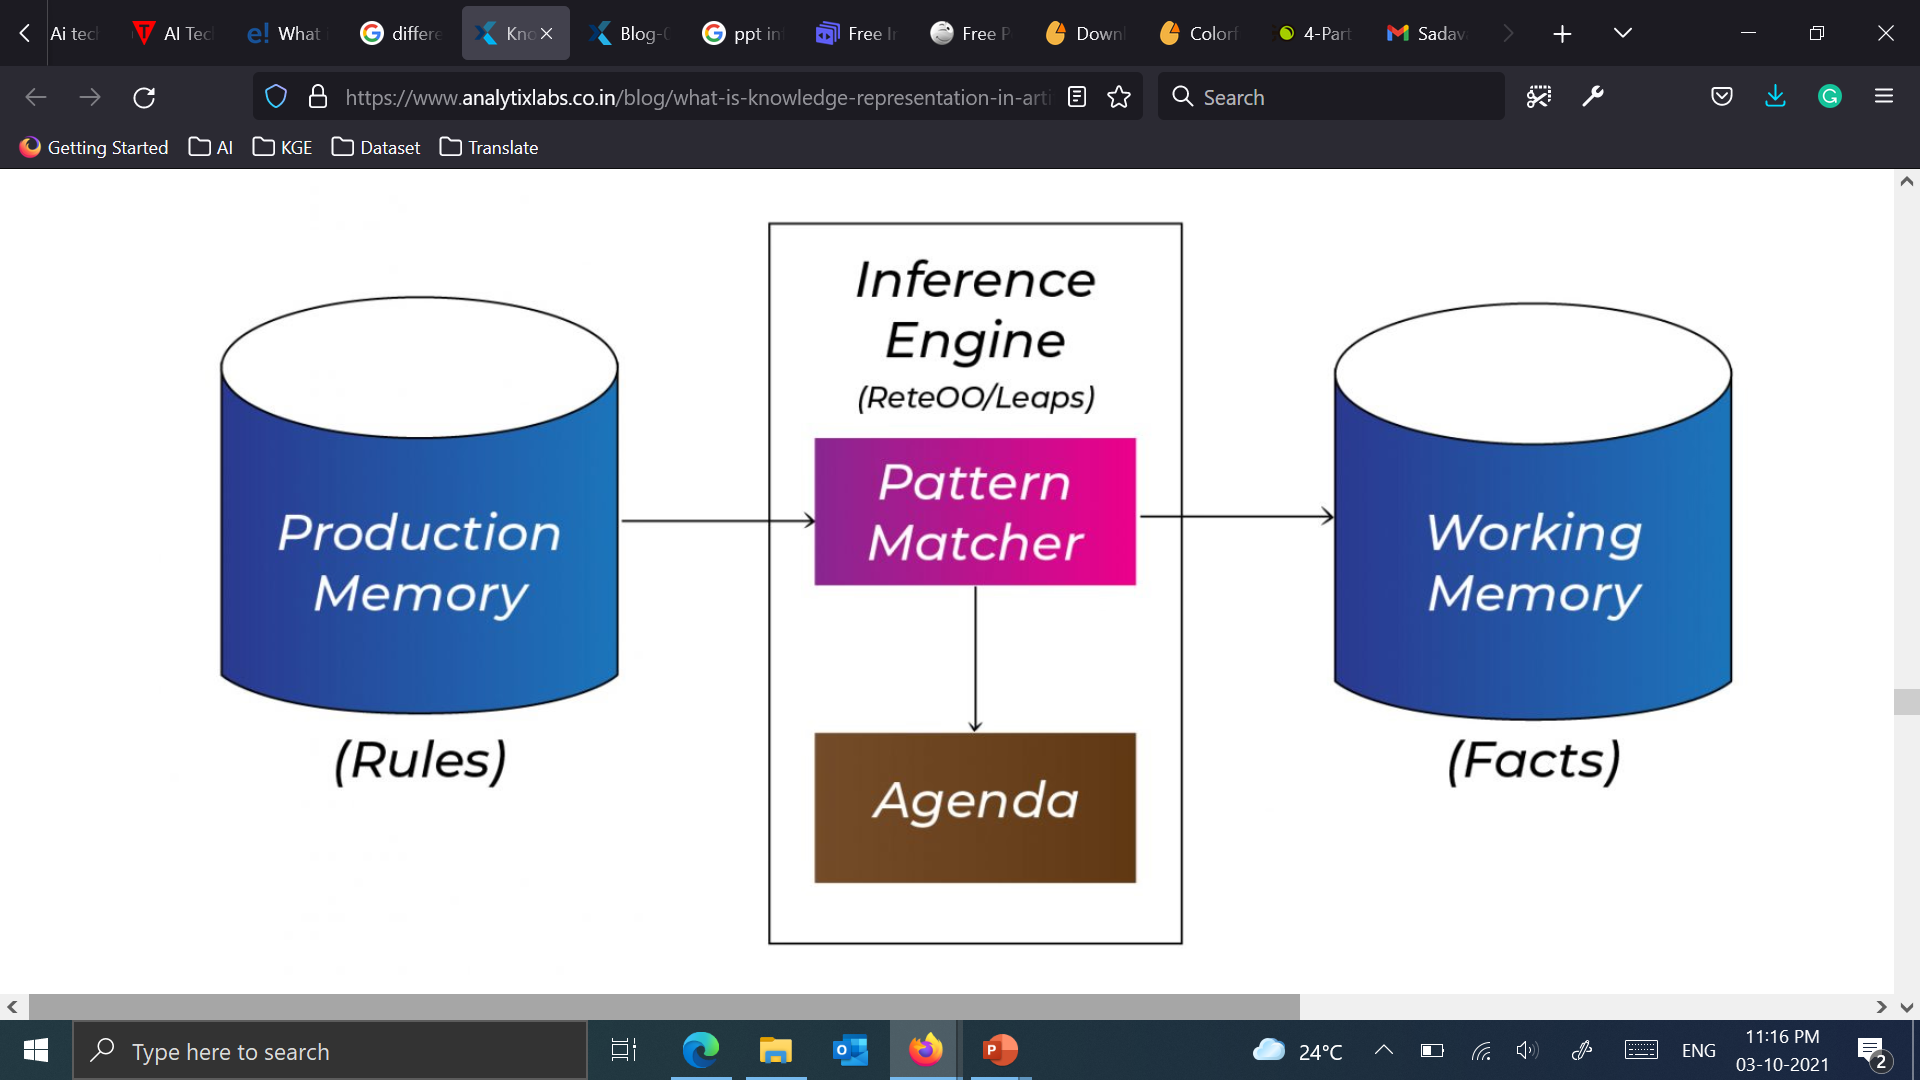 Ai tec
AI Tec
What i
differe
Kno
Blog-
ppt in
Free I
Free P
Down
Colorf
4-Part
Sadav
https://www.analytixlabs.co.in/blog/what-is-knowledge-representation-in-arti
Search
Getting Started
AI
KGE
Dataset
Translate
Inference
Engine
(ReteOO/Leaps)
Pattern
Matcher
Production
Memory
Working
Memory
(Rules)
(Facts)
Agenda
Type here to search
24°C
ENG
11:16 PM
03-10-2021
2